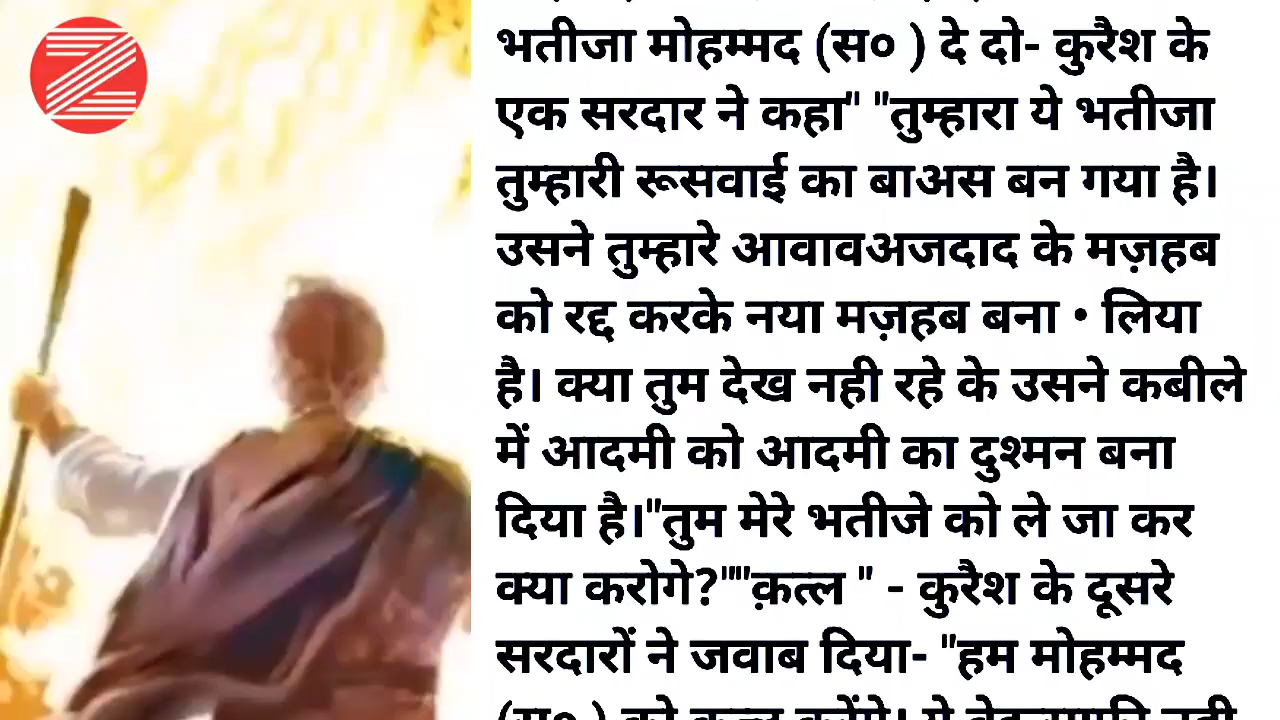 भतीजा मोहम्मद (स० ) दे दो- कुरैश के
एक सरदार ने कहा" "तुम्हारा ये भतीजा
तुम्हारी रूसवाई का बाअस बन गया है।
उसने तुम्हारे आवावअजदाद के मज़हब
को रद्द करके नया मज़हब बना • लिया
है। क्या तुम देख नही रहे के उसने कबीले
में आदमी को आदमी का दुश्मन बना
दिया है।"तुम मेरे भतीजे को ले जा कर
क्या करोगे?""क़त्ल " - कुरैश के दूसरे
सरदारों ने जवाब दिया- "हम मोहम्मद